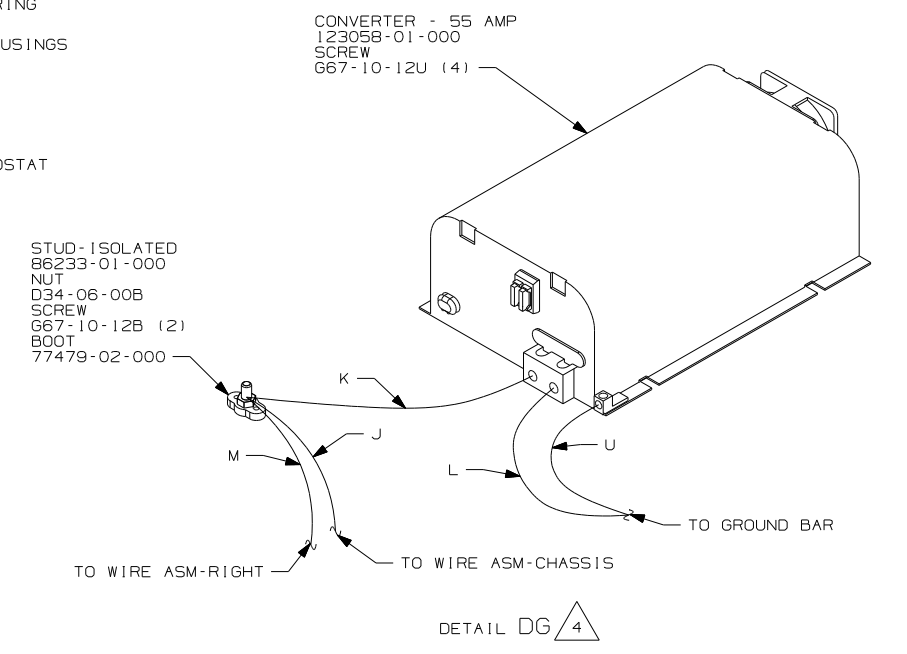 RING
USINGS
OSTAT
CONVERTER - 55 AMP
123058-01-000
SCREW
G67-10-12U (4)
STUD-ISOLATED
86233-01-000
NUT
D34-06-00B
SCREW
G67-10-12B (2)
BOOT
77479-02-000
K
J
M
L
U
TO GROUND BAR
TO WIRE ASM-CHASSIS
TO WIRE ASM-RIGHT
DETAIL DG 4